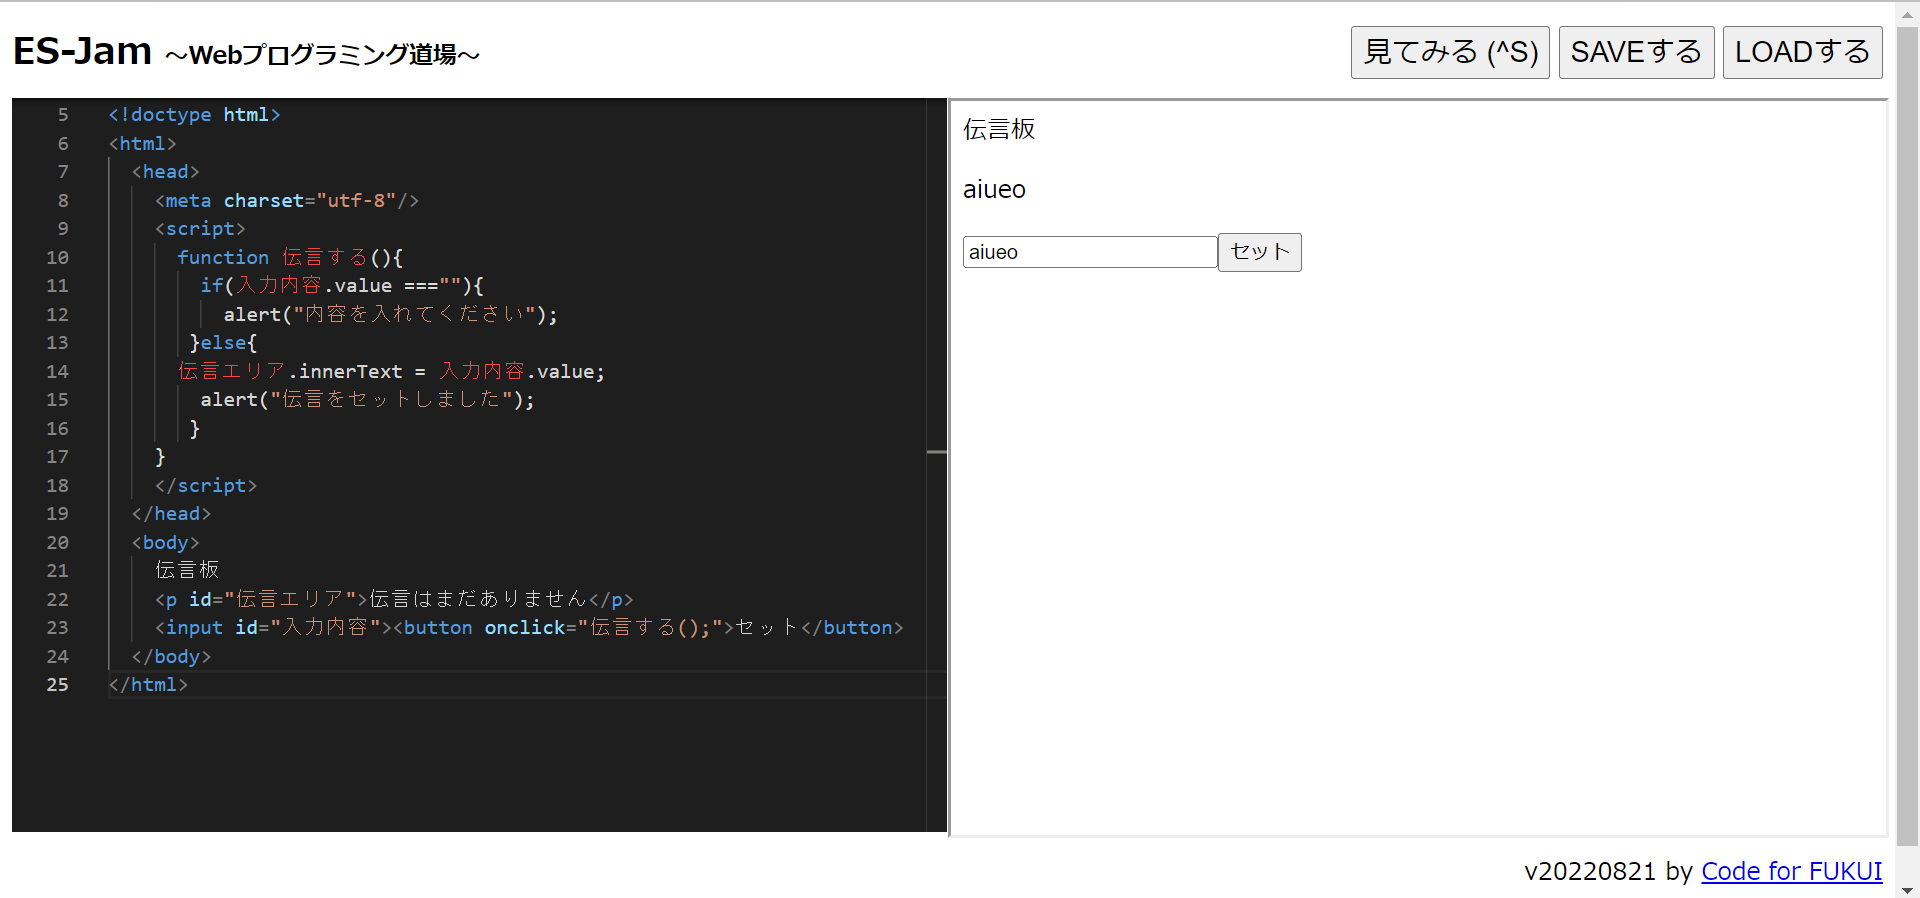 ES-Jam ～Webプログラミング道場～
見てみる (^S) SAVEする LOADする
5 <!doctype html>
6 <html>
7 <head>
8 <meta charset="utf-8"/>
9 <script>
10 function 伝言する(){
11 if(入力内容.value ===""){
12 alert("内容を入れてください");
13 }else{
14 伝言エリア.innerText = 入力内容.value;
15 alert("伝言をセットしました");
16 }
17 }
18 </script>
19 </head>
20 <body>
21 伝言板
22 <p id="伝言エリア">伝言はまだありません</p>
23 <input id="入力内容"><button onclick="伝言する();">セット</button>
24 </body>
25 </html>
伝言板
aiueo
aiueo セット
v20220821 by Code for FUKUI